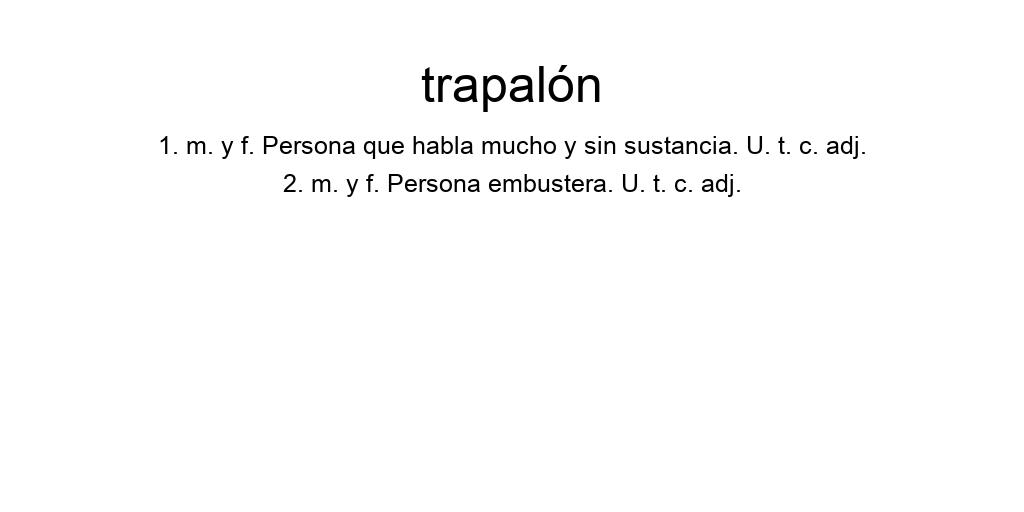 trapalón
1. m. y f. Persona que habla mucho y sin sustancia. U. t. c. adj.
2. m. y f. Persona embustera. U. t. c. adj.